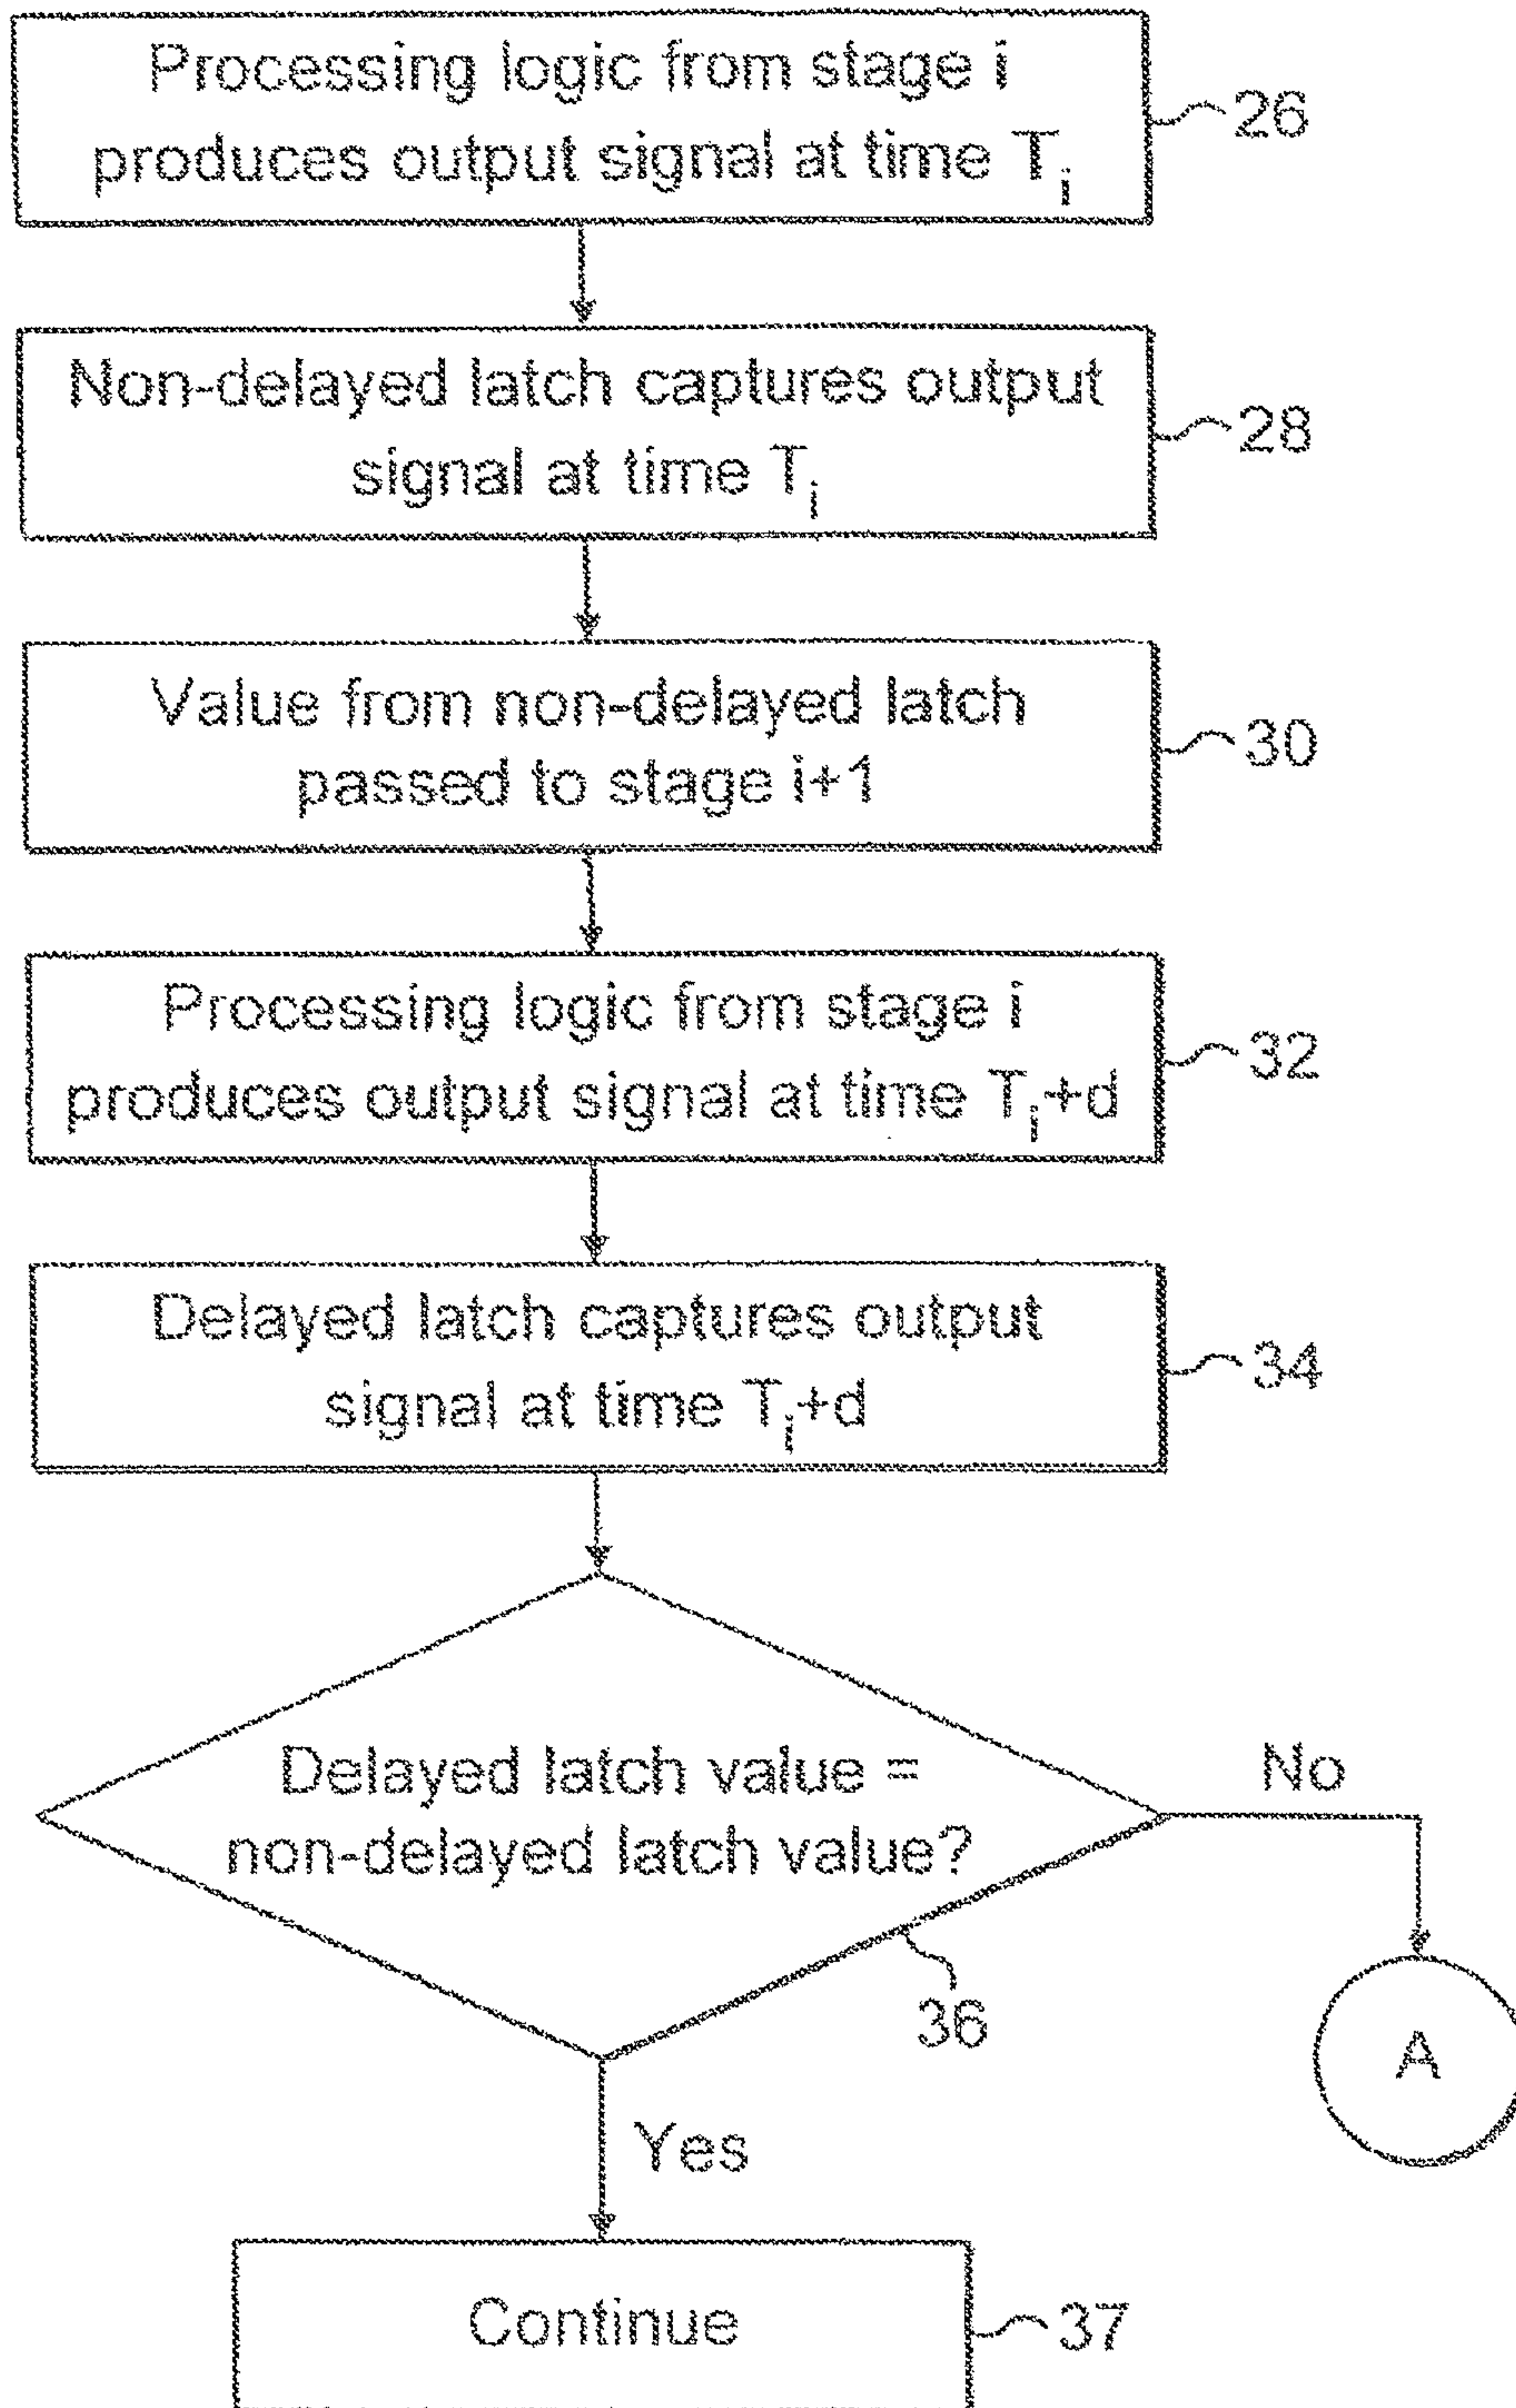 Processing logic from stage i
produces output signal at time Tᵢ
26
Non-delayed latch captures output
signal at time Tᵢ
28
Value from non-delayed latch
passed to stage i+1
30
Processing logic from stage i
produces output signal at time Tᵢ+d
32
Delayed latch captures output
signal at time Tᵢ+d
34
Delayed latch value =
non-delayed latch value?
No
36
A
Yes
Continue
37